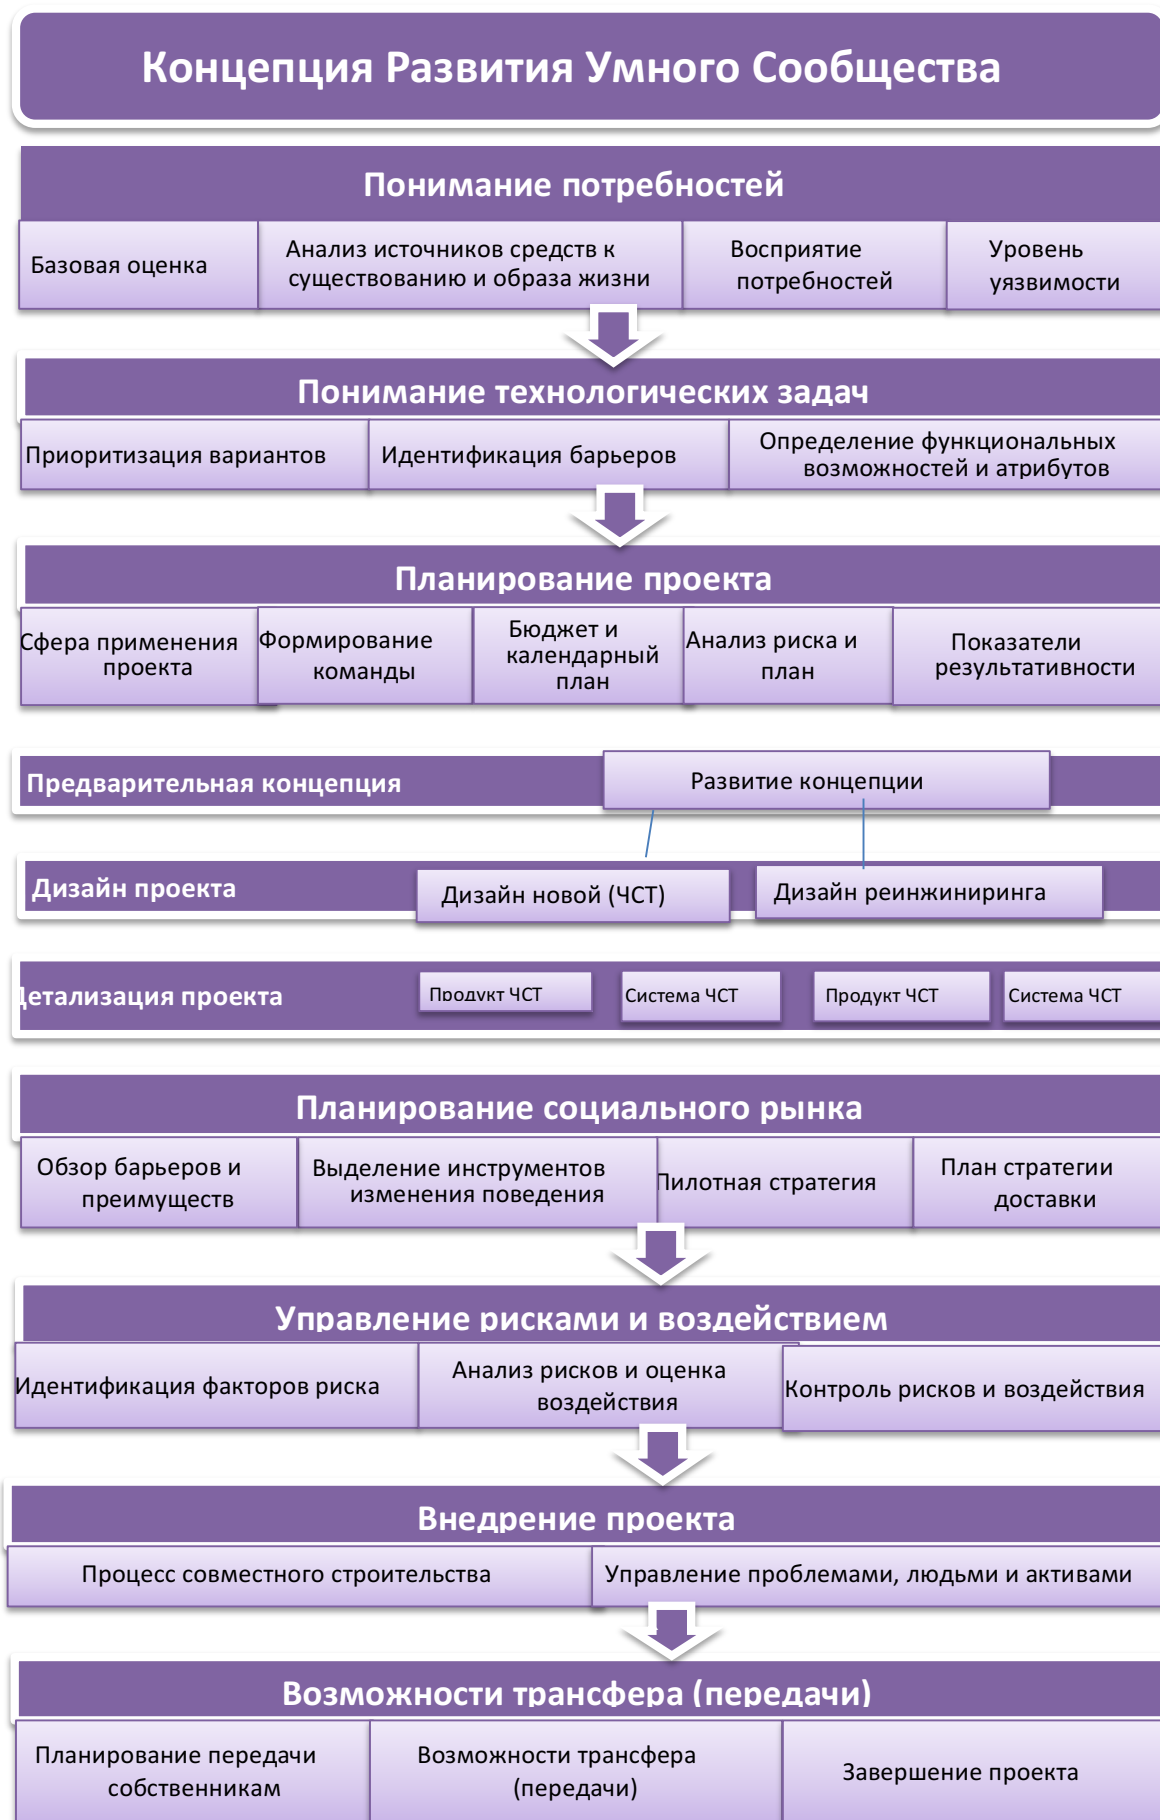 Концепция Развития Умного Сообщества
Понимание потребностей
Базовая оценка
Анализ источников средств к
существованию и образа жизни
Восприятие
потребностей
Уровень
уязвимости
Понимание технологических задач
Приоритизация вариантов
Идентификация барьеров
Определение функциональных
возможностей и атрибутов
Планирование проекта
Сфера применения
проекта
Формирование
команды
Бюджет и
календарный
план
Анализ риска и
план
Показатели
результативности
Предварительная концепция
Развитие концепции
Дизайн проекта
Дизайн новой (ЧСТ)
Дизайн реинжиниринга
Детализация проекта
Продукт ЧСТ
Система ЧСТ
Продукт ЧСТ
Система ЧСТ
Планирование социального рынка
Обзор барьеров и
преимуществ
Выделение инструментов
изменения поведения
Пилотная стратегия
План стратегии
доставки
Управление рисками и воздействием
Идентификация факторов риска
Анализ рисков и оценка
воздействия
Контроль рисков и воздействия
Внедрение проекта
Процесс совместного строительства
Управление проблемами, людьми и активами
Возможности трансфера (передачи)
Планирование передачи
собственникам
Возможности трансфера
(передачи)
Завершение проекта